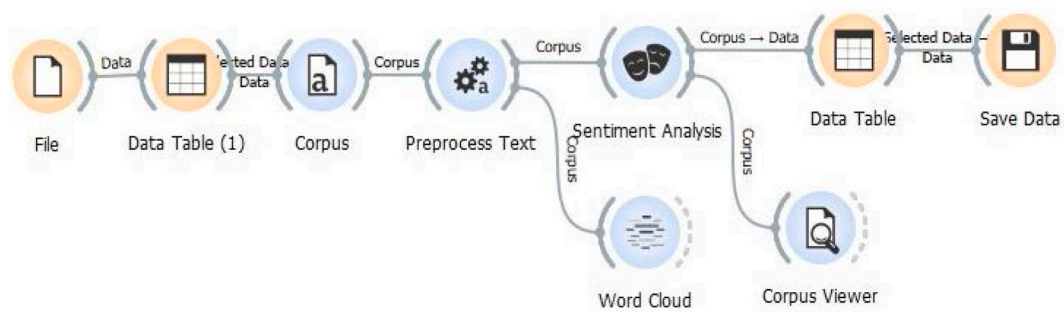 Data
Selected Data →
Data
Corpus
Corpus
Corpus → Data
Selected Data →
Data
File
Data Table (1)
Corpus
a
Preprocess Text
a
Sentiment Analysis
Data Table
Save Data
Corpus
Corpus
Word Cloud
Corpus Viewer